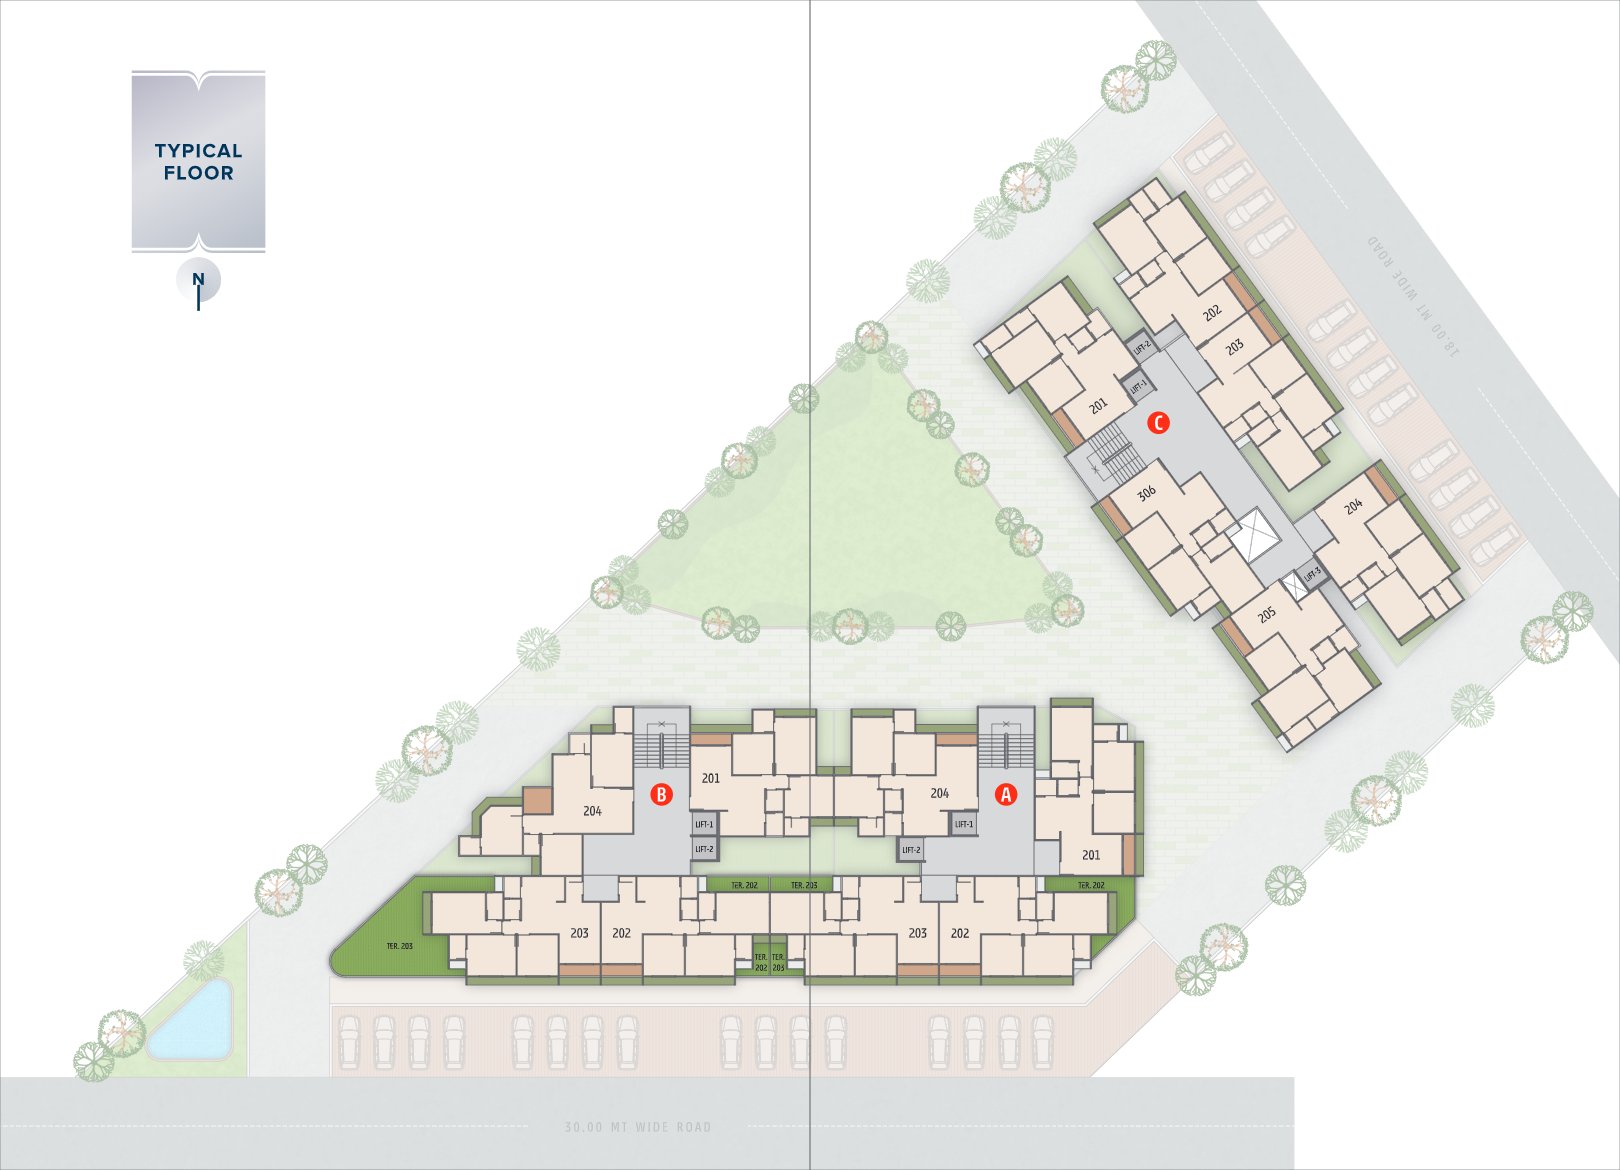 TYPICAL
FLOOR
N
18.00 MT WIDE ROAD
202
203
LIFT-2
LIFT-1
201
C
306
204
LIFT-3
205
201
B
204
LIFT-1
LIFT-2
204
A
LIFT-1
LIFT-2
201
TER. 202
TER. 203
TER. 202
TER. 203
203
202
TER.
202
TER.
203
203
202
30.00 MT WIDE ROAD